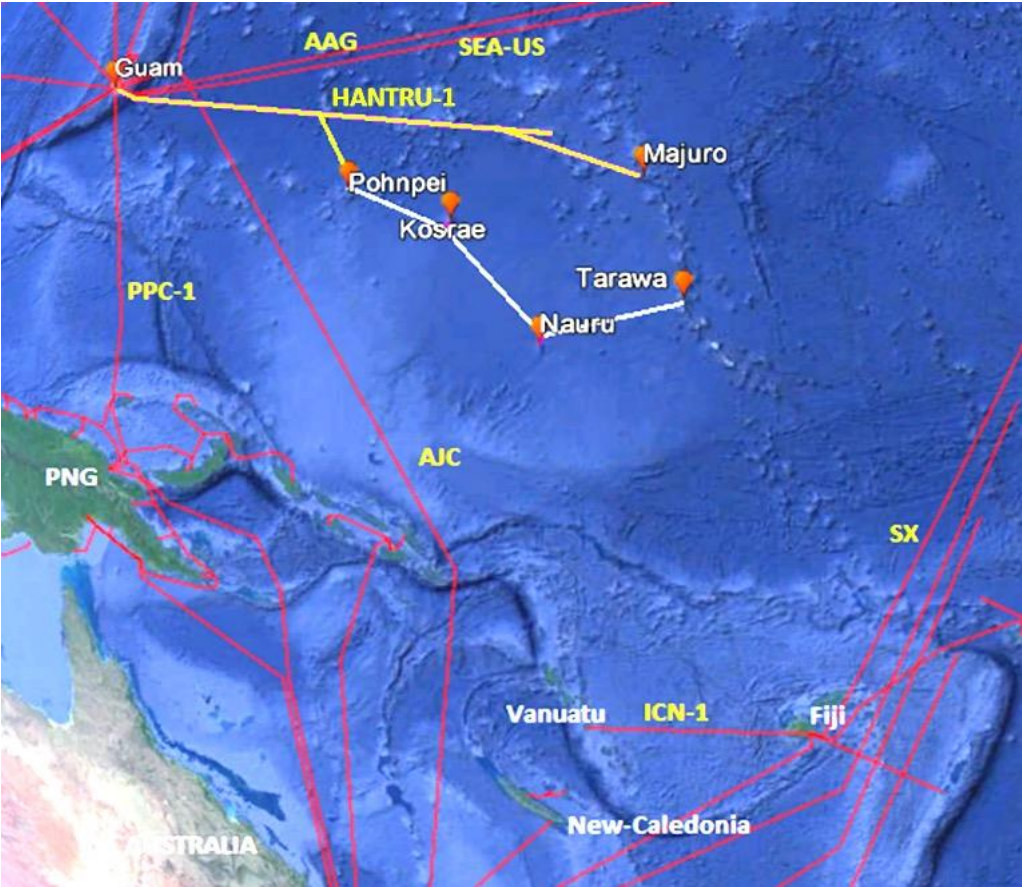 AAG
SEA-US
Guam
HANTRU-1
Majuro
Pohnpei
Kosrae
Tarawa
PPC-1
Nauru
AJC
PNG
SX
Vanuatu
ICN-1
Fiji
New-Caledonia
AUSTRALIA